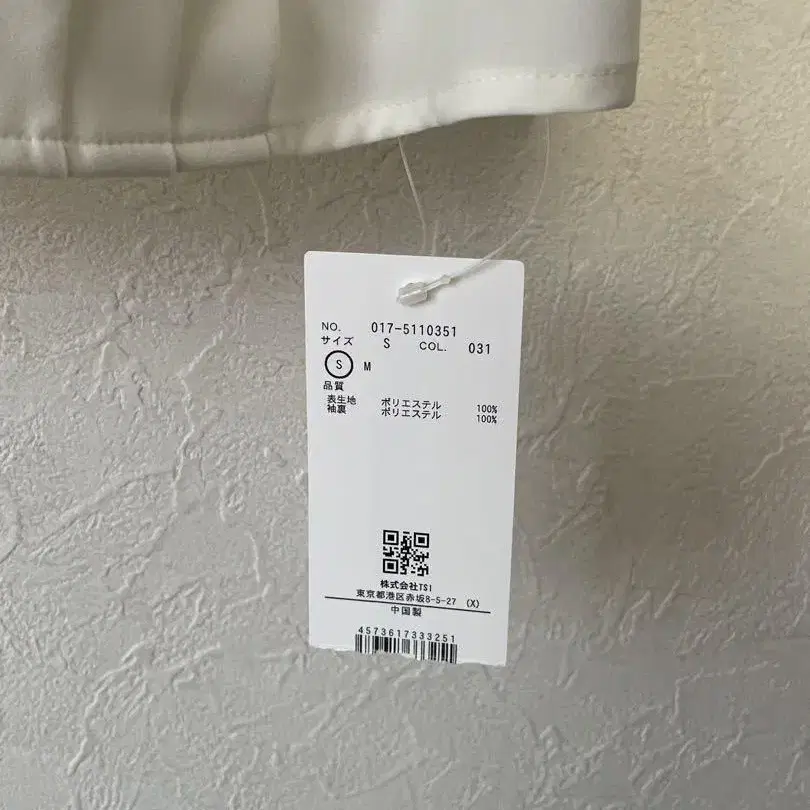 NO. 017-5110351
サイズ S COL. 031
S M
品質
表生地 ポリエステル 100%
袖裏 ポリエステル 100%
株式会社TSI
東京都港区赤坂8-5-27 (X)
中国製
4573617333251